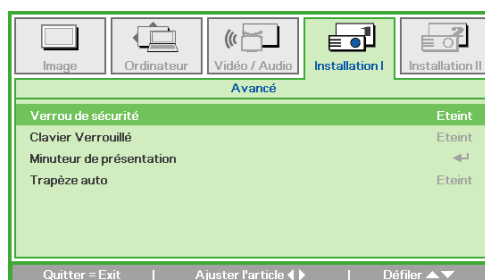 Image Ordinateur Vidéo / Audio Installation I Installation II
Avancé
Verrou de sécurité Eteint
Clavier Verrouillé Eteint
Minuteur de présentation
Trapèze auto Eteint
Quitter = Exit | Ajuster l'article | Défiler